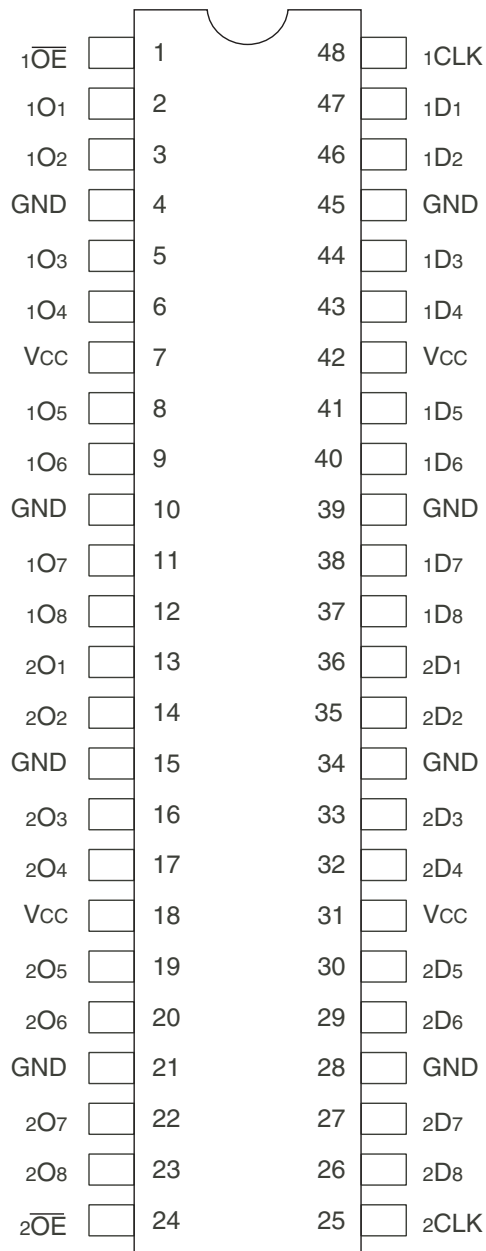 1OE 1 48 1CLK
1O1 2 47 1D1
1O2 3 46 1D2
GND 4 45 GND
1O3 5 44 1D3
1O4 6 43 1D4
VCC 7 42 VCC
1O5 8 41 1D5
1O6 9 40 1D6
GND 10 39 GND
1O7 11 38 1D7
1O8 12 37 1D8
2O1 13 36 2D1
2O2 14 35 2D2
GND 15 34 GND
2O3 16 33 2D3
2O4 17 32 2D4
VCC 18 31 VCC
2O5 19 30 2D5
2O6 20 29 2D6
GND 21 28 GND
2O7 22 27 2D7
2O8 23 26 2D8
2OE 24 25 2CLK